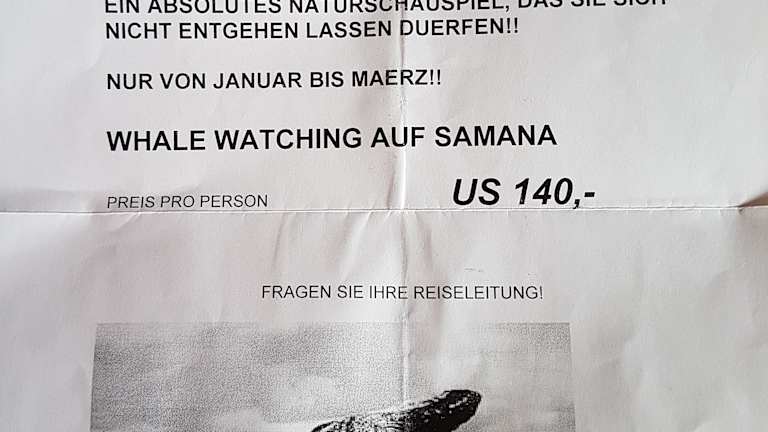 EIN ABSOLUTES NATURSCHAUSPIEL, DAS SIE SICH
NICHT ENTGEHEN LASSEN DUERFEN!!
NUR VON JANUAR BIS MAERZ!!
WHALE WATCHING AUF SAMANA
PREIS PRO PERSON US 140,-
FRAGEN SIE IHRE REISELEITUNG!